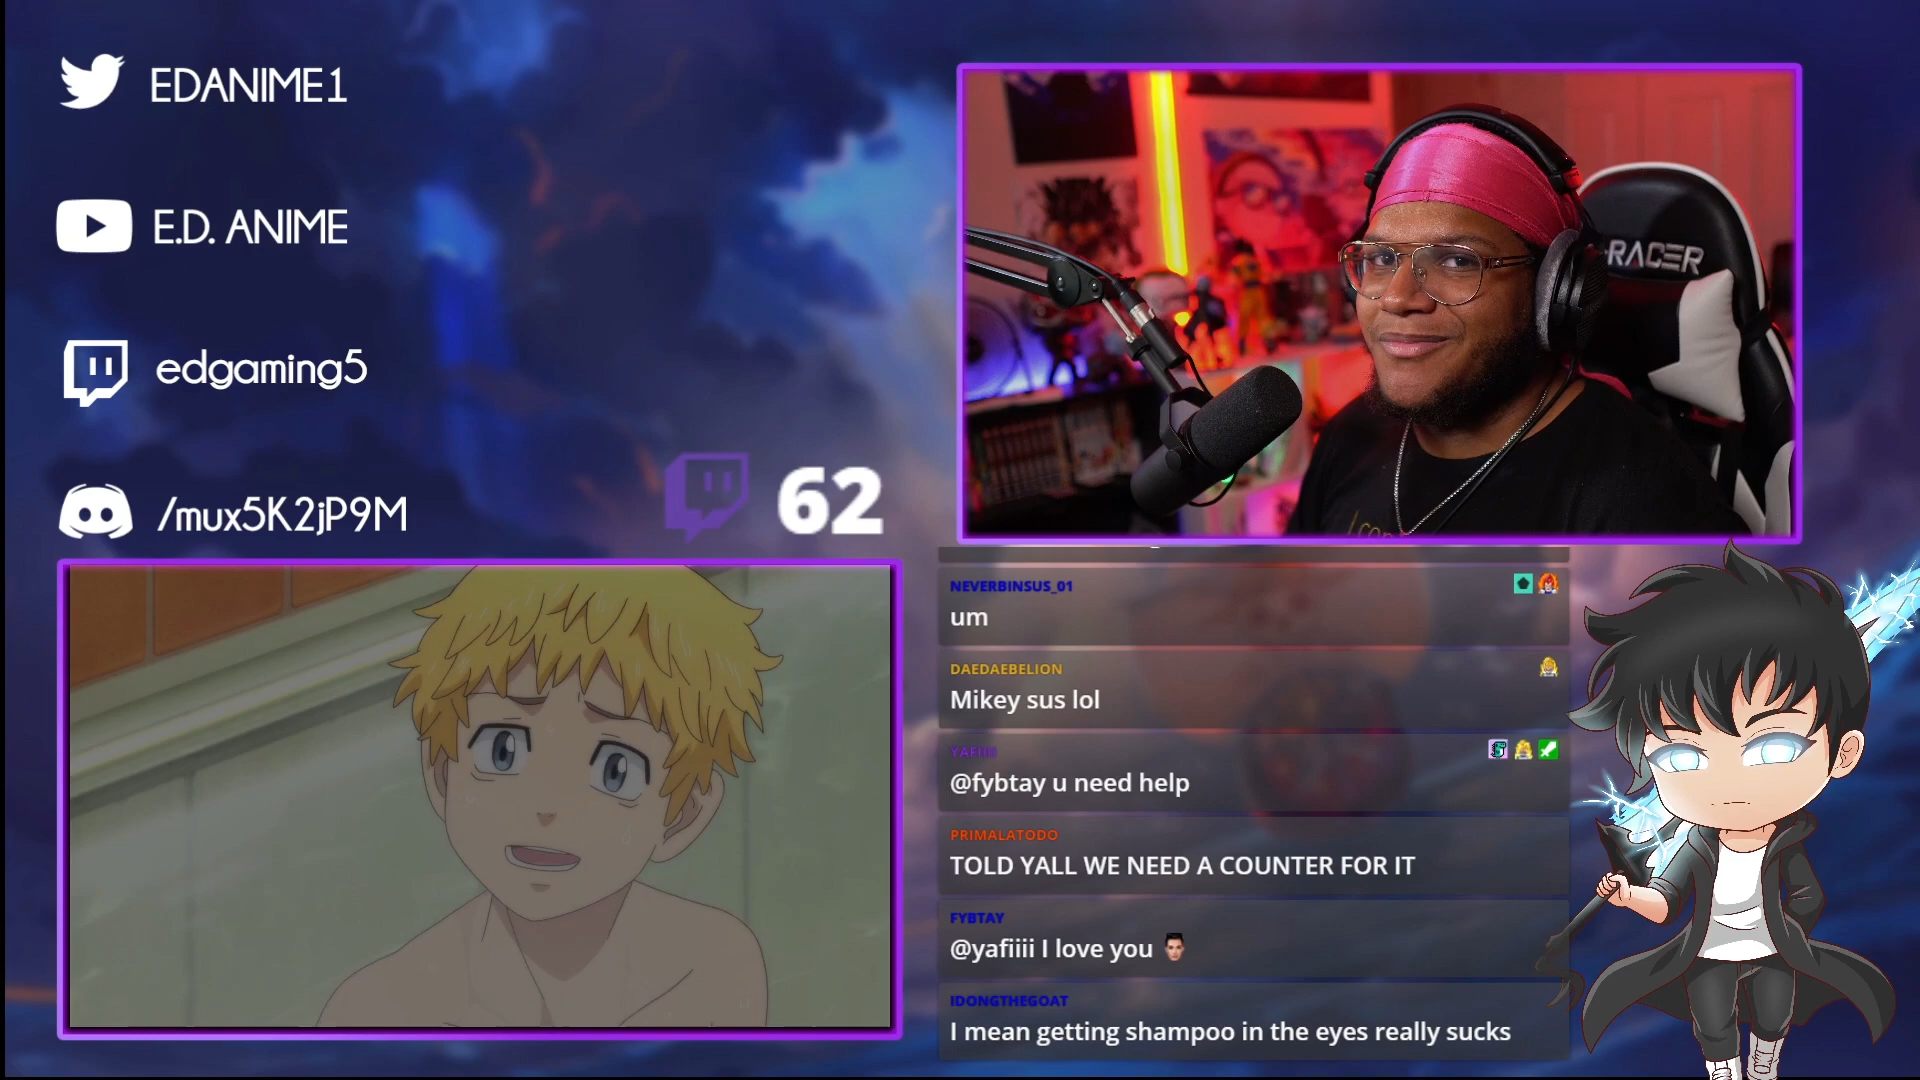 EDANIME1
E.D. ANIME
edgaming5
/mux5K2jP9M
62
-RACER
NEVERBINSUS_01
um
DAEDAEBELION
Mikey sus lol
YAFIIII
@fybtay u need help
PRIMALATODO
TOLD YALL WE NEED A COUNTER FOR IT
FYBTAY
@yafiiii I love you
IDONGTHEGOAT
I mean getting shampoo in the eyes really sucks